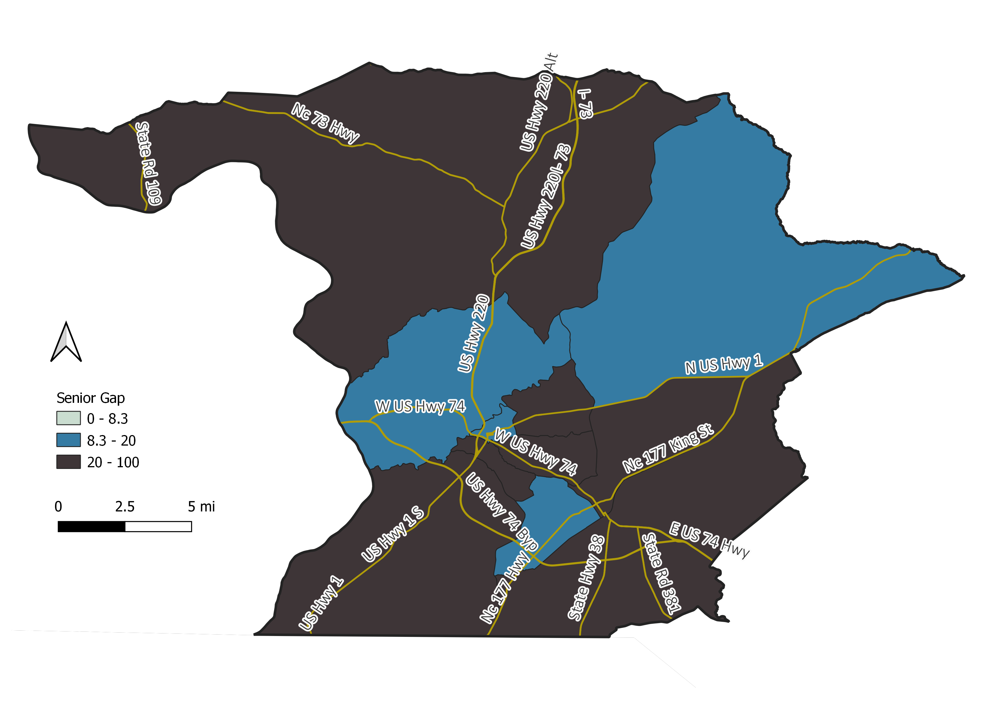 US Hwy 220 Alt
I- 73
Nc 73 Hwy
State Rd 109
US Hwy 220I- 73
US Hwy 220
N US Hwy 1
W US Hwy 74
Senior Gap
0 - 8.3
8.3 - 20
20 - 100
W US Hwy 74
Nc 177 King St
US Hwy 74 Byp
0 2.5 5 mi
US Hwy 1 S
E US 74 Hwy
State Hwy 38
State Rd 381
Nc 177 Hwy
US Hwy 1